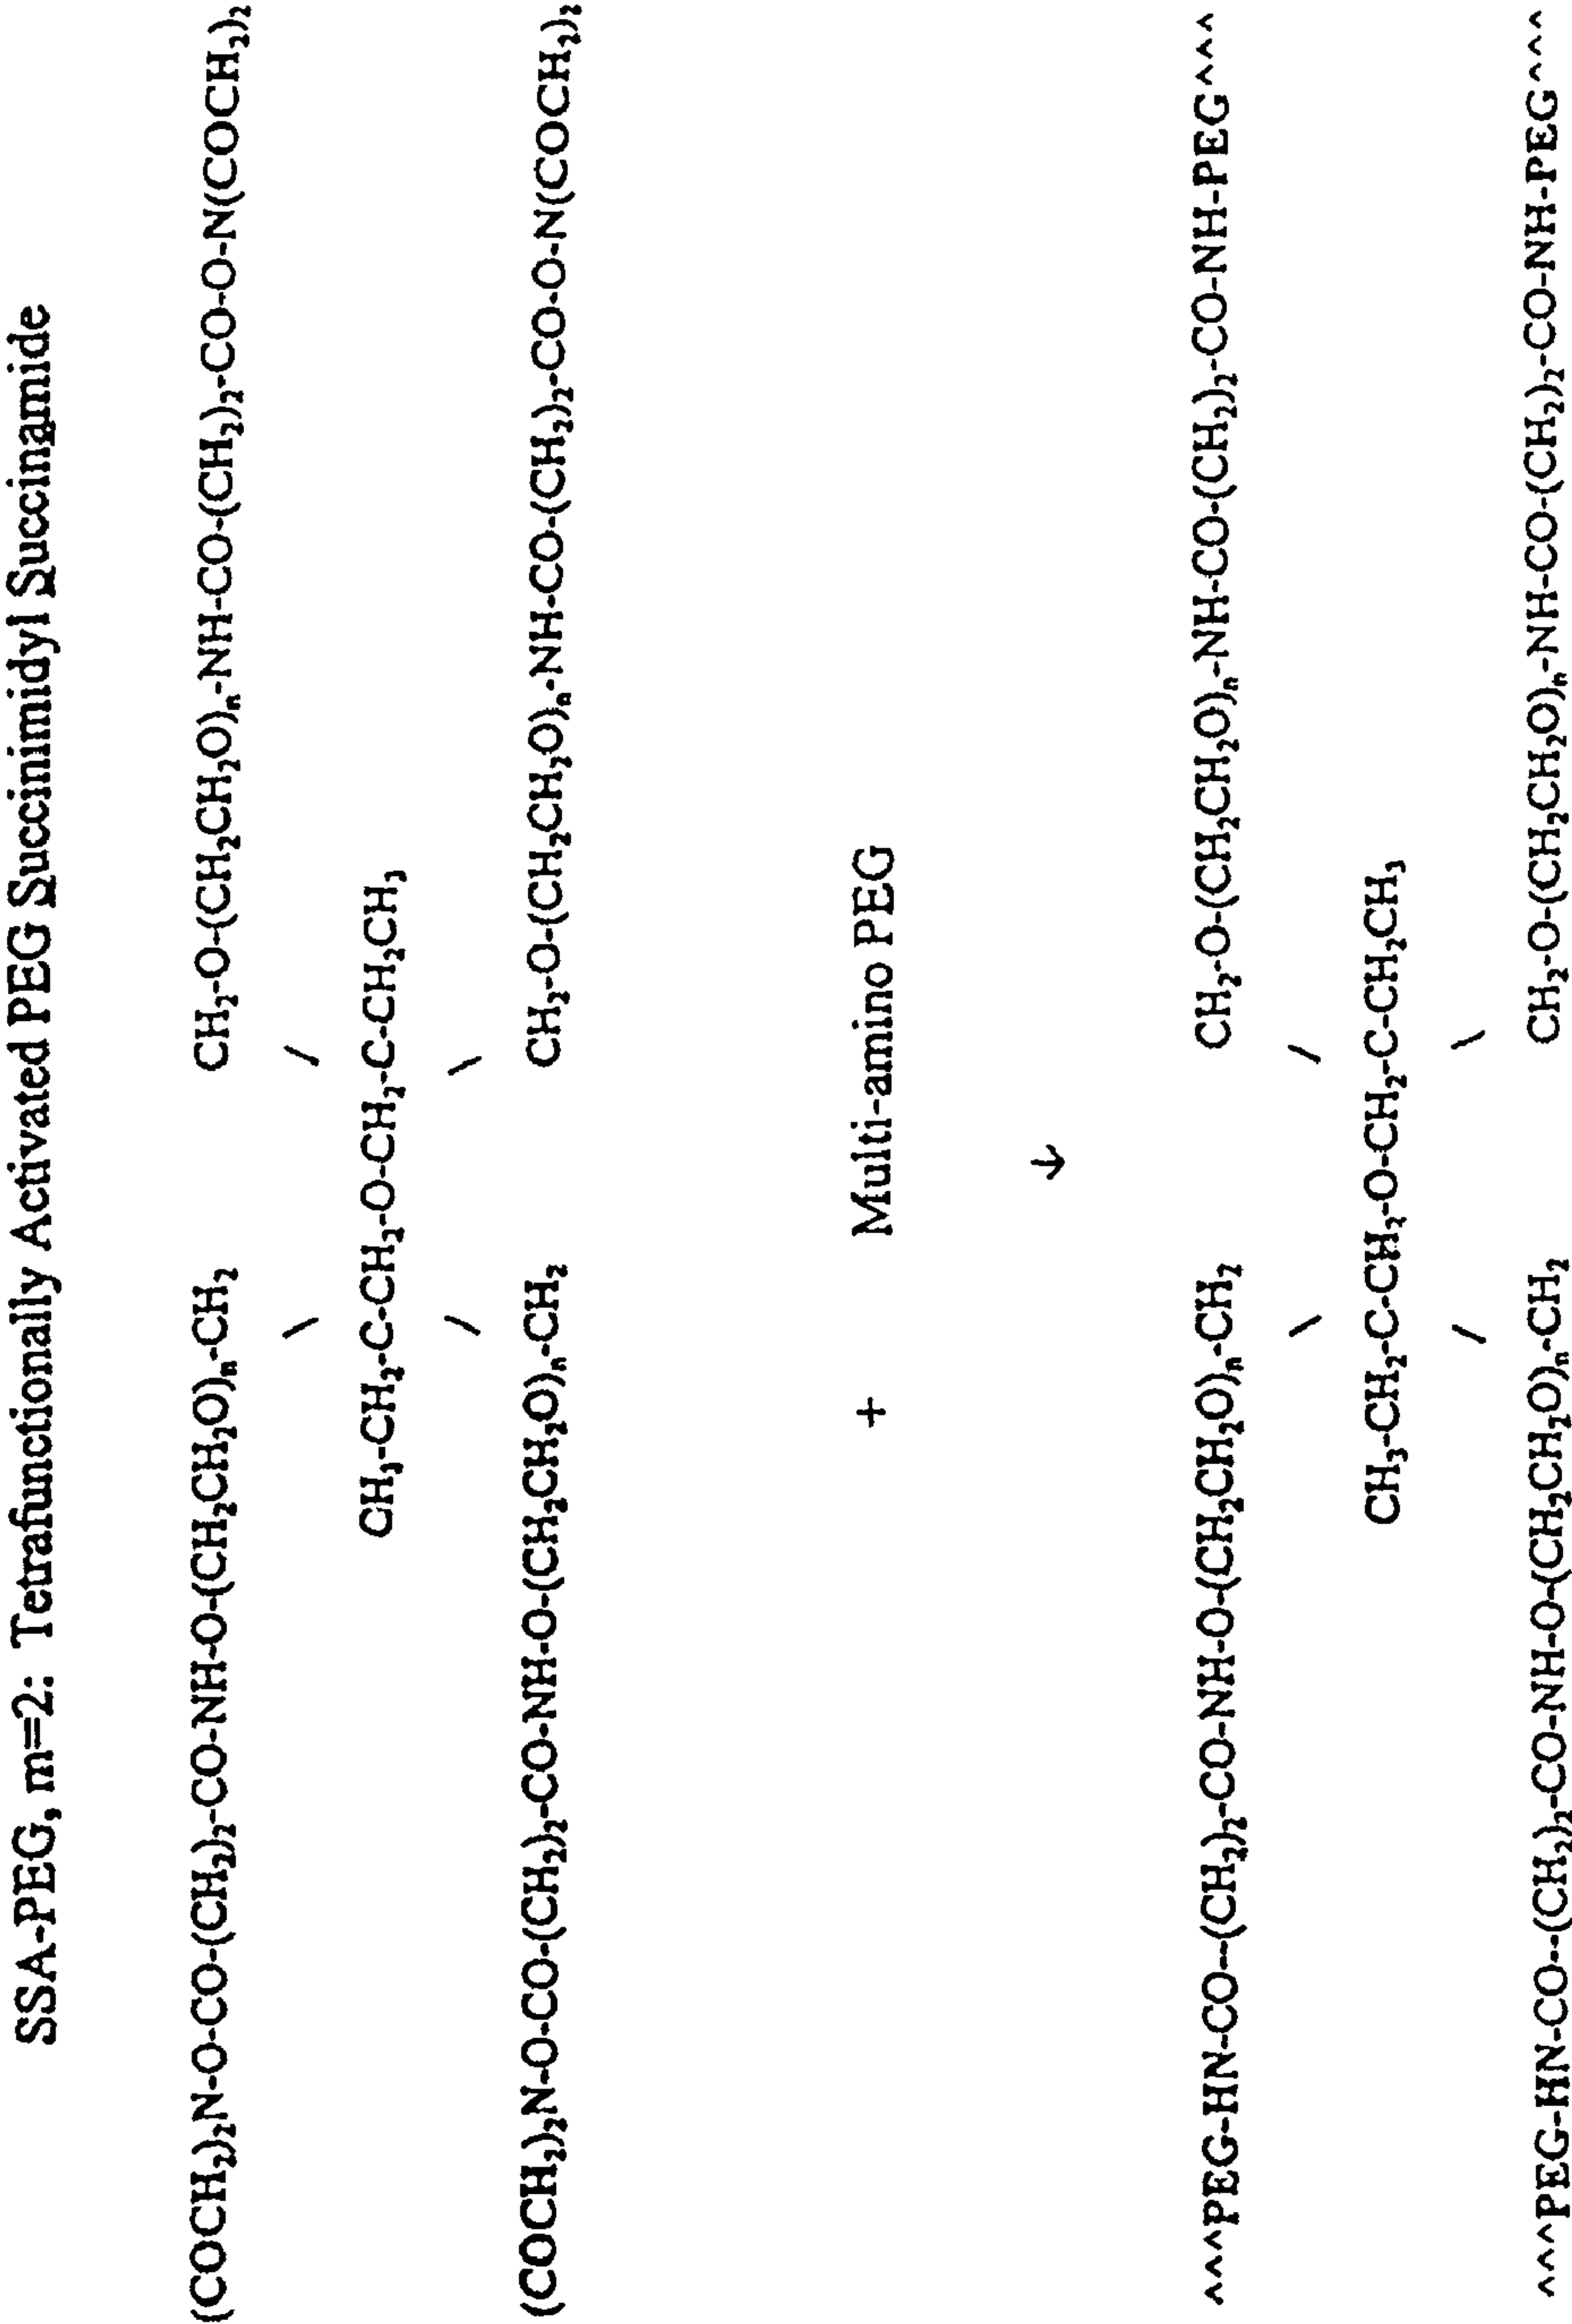 SSA-PEG, m=2: Tetrafunctionally Activated PEG Succinimidyl Succinamide
(COCH₂)₂N-O-CO-(CH₂)₂-CO-NH-O-(CH₂CH₂O)ₙ-CH₂ CH₂-O-(CH₂CH₂O)ₙ-NH-CO-(CH₂)₂-CO-O-N(COCH₂)₂
\ /
CH₃-CH₂-C-CH₂-O-CH₂-C-CH₂CH₃
/ \
(COCH₂)₂N-O-CO-(CH₂)₂-CO-NH-O-(CH₂CH₂O)ₙ-CH₂ CH₂-O-(CH₂CH₂O)ₙ-NH-CO-(CH₂)₂-CO-O-N(COCH₂)₂
+ Multi-amino PEG
↓
^^^PEG-HN-CO--(CH₂)₂-CO-NH-O-(CH₂CH₂O)ₙ-CH₂ CH₂-O-(CH₂CH₂O)ₙ-NH-CO-(CH₂)₂-CO-NH-PEG^^^
\ /
CH₃-CH₂-C-CH₂-O-CH₂-C-CH₂CH₃
/ \
^^^PEG-HN-CO--(CH₂)₂-CO-NH-O-(CH₂CH₂O)ₙ-CH₂ CH₂-O-(CH₂CH₂O)ₙ-NH-CO-(CH₂)₂-CO-NH-PEG^^^